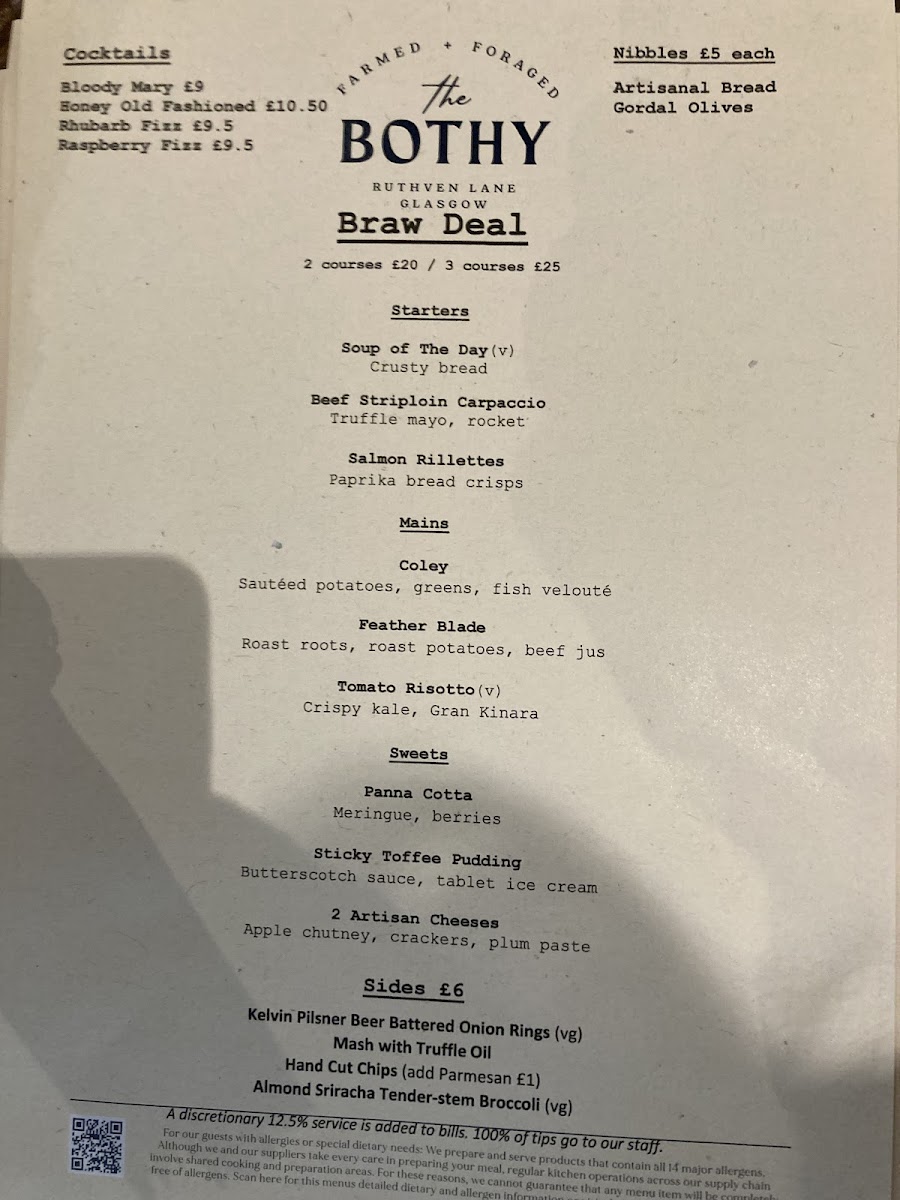 Cocktails
Bloody Mary £9
Honey Old Fashioned £10.50
Rhubarb Fizz £9.5
Raspberry Fizz £9.5
FARMED + FORAGED
the
BOTHY
RUTHVEN LANE
GLASGOW
Nibbles £5 each
Artisanal Bread
Gordal Olives
Braw Deal
2 courses £20 / 3 courses £25
Starters
Soup of The Day(v)
Crusty bread
Beef Striploin Carpaccio
Truffle mayo, rocket
Salmon Rillettes
Paprika bread crisps
Mains
Coley
Sautéed potatoes, greens, fish velouté
Feather Blade
Roast roots, roast potatoes, beef jus
Tomato Risotto(v)
Crispy kale, Gran Kinara
Sweets
Panna Cotta
Meringue, berries
Sticky Toffee Pudding
Butterscotch sauce, tablet ice cream
2 Artisan Cheeses
Apple chutney, crackers, plum paste
Sides £6
Kelvin Pilsner Beer Battered Onion Rings (vg)
Mash with Truffle Oil
Hand Cut Chips (add Parmesan £1)
Almond Sriracha Tender-stem Broccoli (vg)
A discretionary 12.5% service is added to bills. 100% of tips go to our staff.
For our guests with allergies or special dietary needs: We prepare and serve products that contain all 14 major allergens.
Although we and our suppliers take every care in preparing your meal, regular kitchen operations across our supply chain
involve shared cooking and preparation areas. For these reasons, we cannot guarantee that any menu item will be completely
free of allergens. Scan here for this menus detailed dietary and allergen information